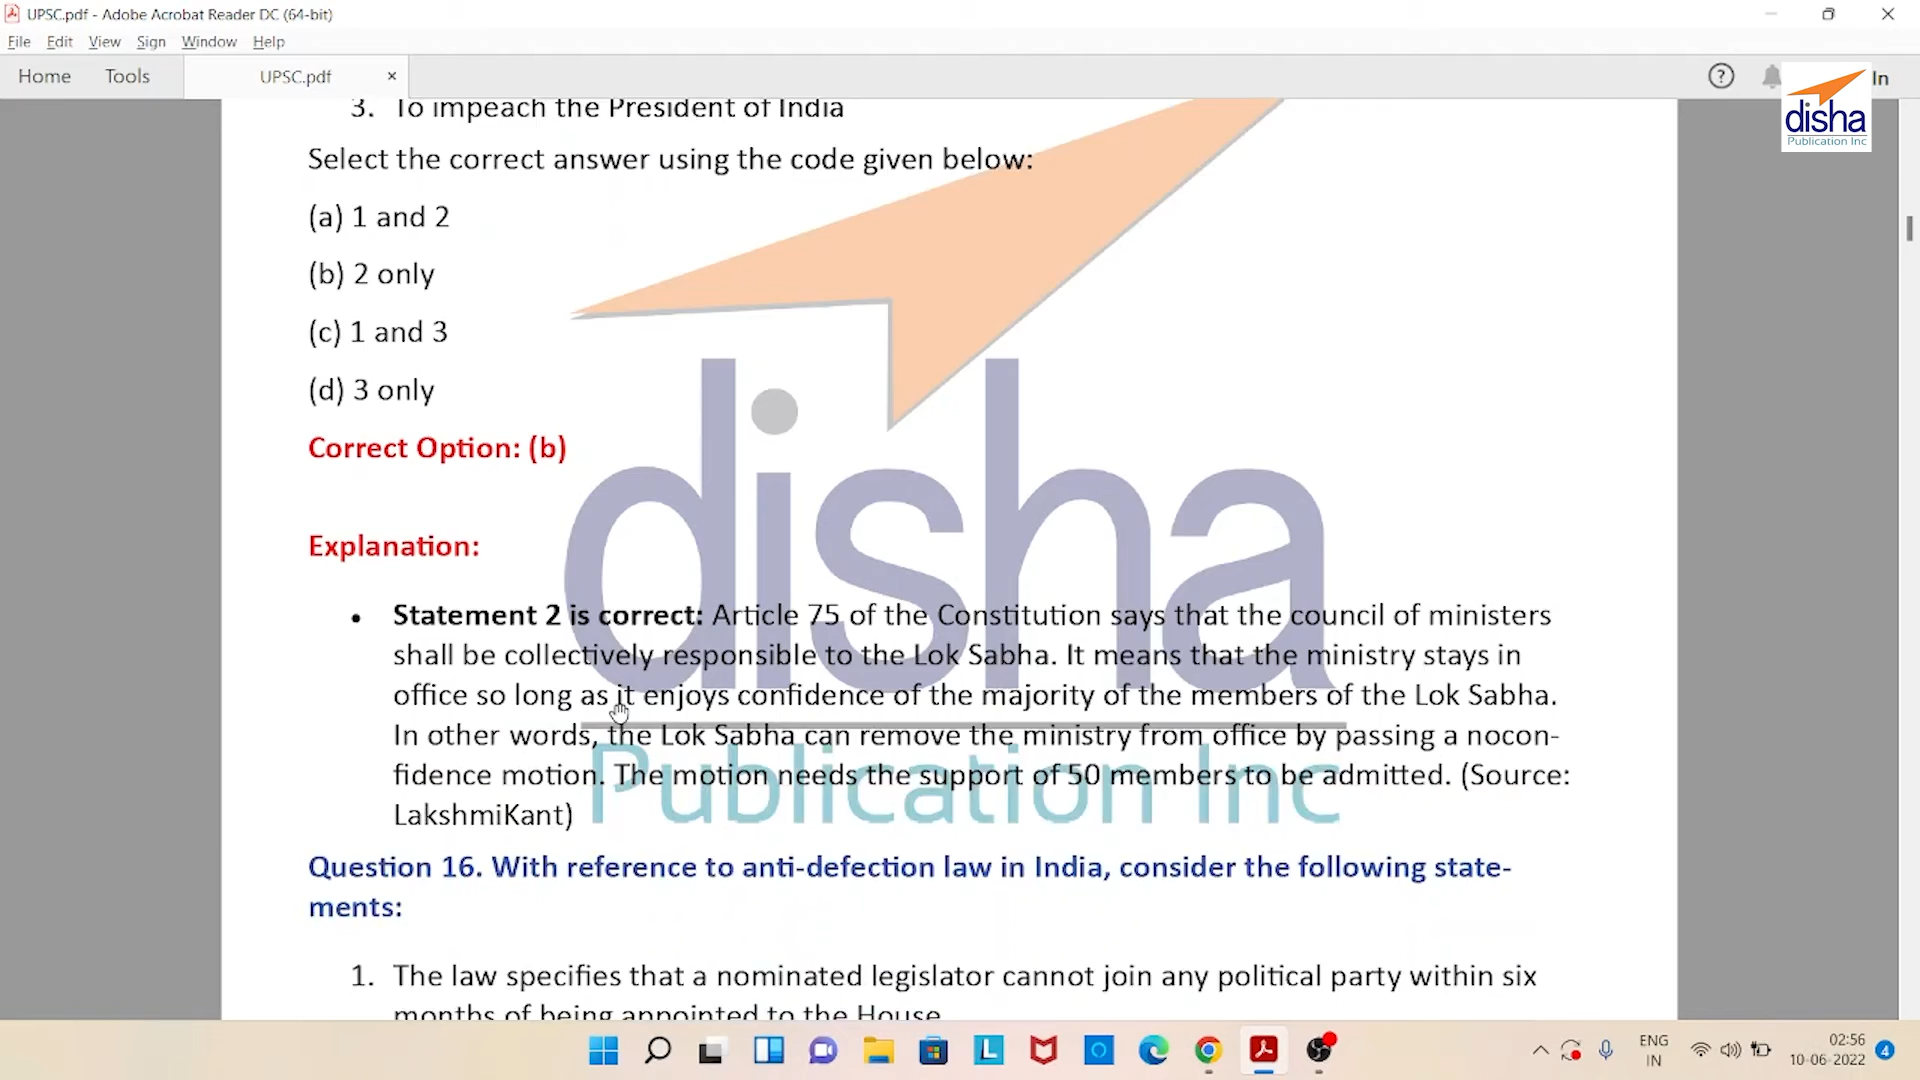 UPSC.pdf - Adobe Acrobat Reader DC (64-bit)
File Edit View Sign Window Help
Home Tools UPSC.pdf
In
disha
Publication Inc
3. To impeach the President of India
Select the correct answer using the code given below:
(a) 1 and 2
(b) 2 only
(c) 1 and 3
(d) 3 only
Correct Option: (b)
Explanation:
• Statement 2 is correct: Article 75 of the Constitution says that the council of ministers
shall be collectively responsible to the Lok Sabha. It means that the ministry stays in
office so long as it enjoys confidence of the majority of the members of the Lok Sabha.
In other words, the Lok Sabha can remove the ministry from office by passing a nocon-
fidence motion. The motion needs the support of 50 members to be admitted. (Source:
LakshmiKant)
disha
Publication Inc
Question 16. With reference to anti-defection law in India, consider the following state-
ments:
1. The law specifies that a nominated legislator cannot join any political party within six
months of being appointed to the House
ENG
IN
02:56
10-06-2022
4